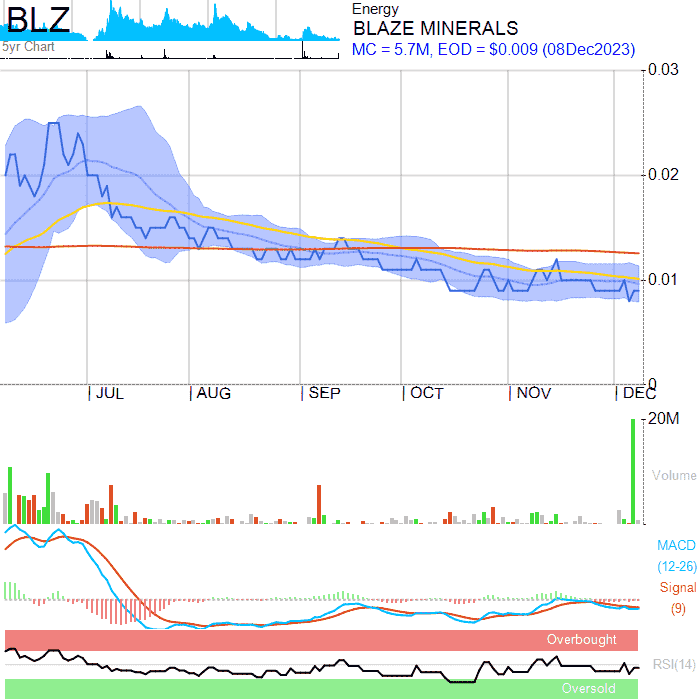 BLZ
5yr Chart
Energy
BLAZE MINERALS
MC = 5.7M, EOD = $0.009 (08Dec2023)
0.03
0.02
0.01
0
JUL AUG SEP OCT NOV DEC
20M
Volume
MACD
(12-26)
Signal
(9)
Overbought
RSI(14)
Oversold